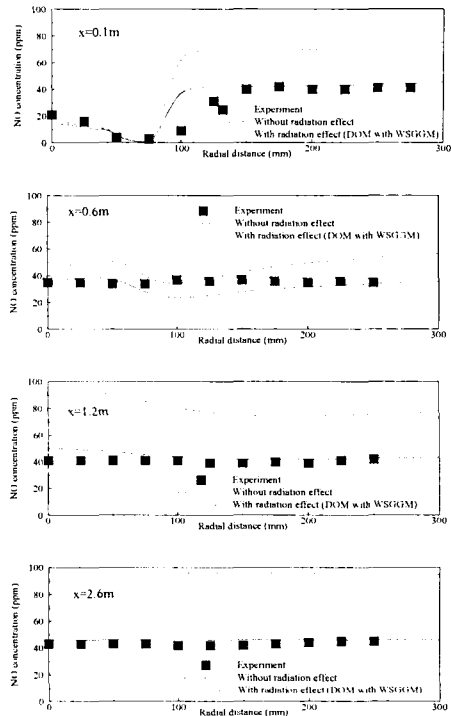 100
80
60
40
20
0
NO concentration (ppm)
x=0.1m
Experiment
Without radiation effect
With radiation effect (DOM with WSGGM)
0 100 200 300
Radial distance (mm)
100
80
60
40
20
0
NO concentration (ppm)
x=0.6m
Experiment
Without radiation effect
With radiation effect (DOM with WSGGM)
0 100 200 300
Radial distance (mm)
100
80
60
40
20
0
NO concentration (ppm)
x=1.2m
Experiment
Without radiation effect
With radiation effect (DOM with WSGGM)
0 100 200 300
Radial distance (mm)
100
80
60
40
20
0
NO concentration (ppm)
x=2.6m
Experiment
Without radiation effect
With radiation effect (DOM with WSGGM)
0 100 200 300
Radial distance (mm)